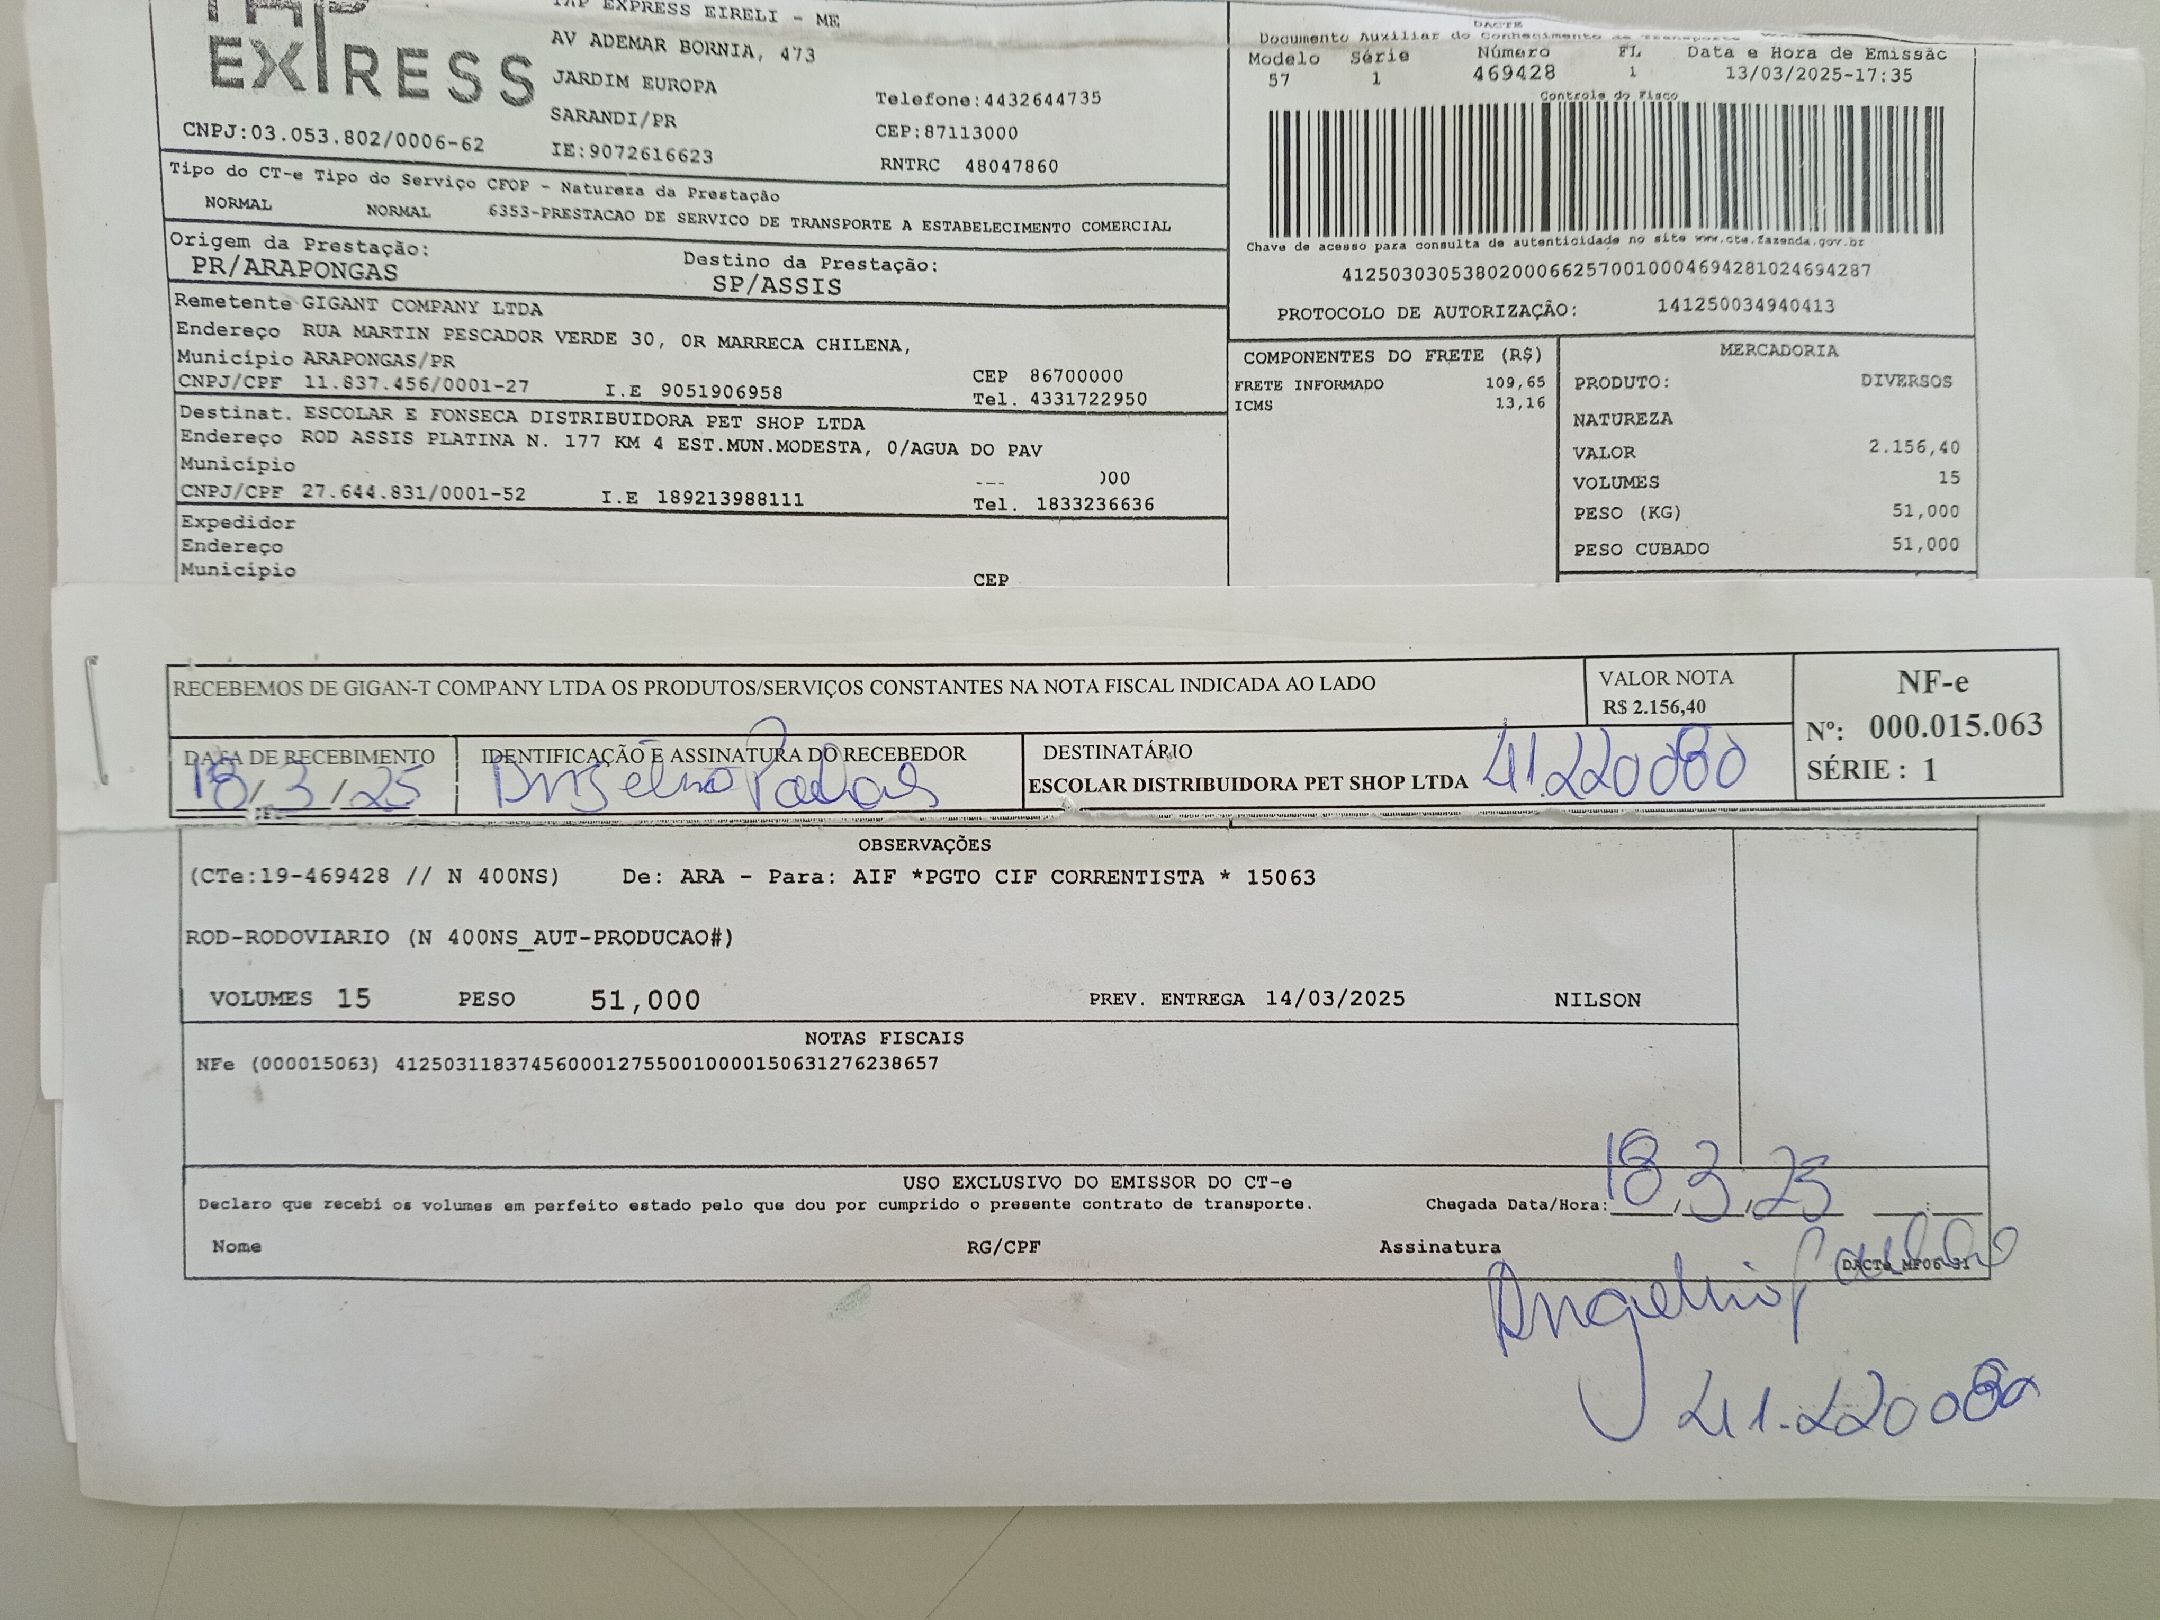 EXPRESS
TAP EXPRESS EIRELI - ME
AV ADEMAR BORNIA, 473
JARDIM EUROPA
SARANDI/PR
IE:9072616623
Telefone:4432644735
CEP:87113000
RNTRC 48047860
CNPJ:03.053.802/0006-62
DACTE
Documento Auxiliar do Conhecimento de Transporte
Modelo Série Número FL Data e Hora de Emissão
57 1 469428 1 13/03/2025-17:35
Controle do Fisco
Chave de acesso para consulta de autenticidade no site www.cte.fazenda.gov.br
41250303053802000662570010004694281024694287
PROTOCOLO DE AUTORIZAÇÃO: 141250034940413
Tipo do CT-e Tipo do Serviço CFOP - Natureza da Prestação
NORMAL NORMAL 6353-PRESTACAO DE SERVICO DE TRANSPORTE A ESTABELECIMENTO COMERCIAL
Origem da Prestação: Destino da Prestação:
PR/ARAPONGAS SP/ASSIS
Remetente GIGANT COMPANY LTDA
Endereço RUA MARTIN PESCADOR VERDE 30, 0R MARRECA CHILENA,
Município ARAPONGAS/PR CEP 86700000
CNPJ/CPF 11.837.456/0001-27 I.E 9051906958 Tel. 4331722950
Destinat. ESCOLAR E FONSECA DISTRIBUIDORA PET SHOP LTDA
Endereço ROD ASSIS PLATINA N. 177 KM 4 EST.MUN.MODESTA, 0/AGUA DO PAV
Município 000
CNPJ/CPF 27.644.831/0001-52 I.E 189213988111 Tel. 1833236636
Expedidor
Endereço
Município CEP
COMPONENTES DO FRETE (R$)
FRETE INFORMADO 109,65
ICMS 13,16
MERCADORIA
PRODUTO: DIVERSOS
NATUREZA
VALOR 2.156,40
VOLUMES 15
PESO (KG) 51,000
PESO CUBADO 51,000
RECEBEMOS DE GIGAN-T COMPANY LTDA OS PRODUTOS/SERVIÇOS CONSTANTES NA NOTA FISCAL INDICADA AO LADO
VALOR NOTA
R$ 2.156,40
NF-e
Nº: 000.015.063
SÉRIE : 1
DATA DE RECEBIMENTO
18/3/25
IDENTIFICAÇÃO E ASSINATURA DO RECEBEDOR
DESTINATÁRIO
ESCOLAR DISTRIBUIDORA PET SHOP LTDA
OBSERVAÇÕES
(CTe:19-469428 // N 400NS) De: ARA - Para: AIF *PGTO CIF CORRENTISTA * 15063
ROD-RODOVIARIO (N 400NS_AUT-PRODUCAO#)
VOLUMES 15 PESO 51,000 PREV. ENTREGA 14/03/2025 NILSON
NOTAS FISCAIS
NFe (000015063) 41250311837456000127550010000150631276238657
USO EXCLUSIVO DO EMISSOR DO CT-e
Declaro que recebi os volumes em perfeito estado pelo que dou por cumprido o presente contrato de transporte.
Chegada Data/Hora: 18/3/25
Nome RG/CPF Assinatura